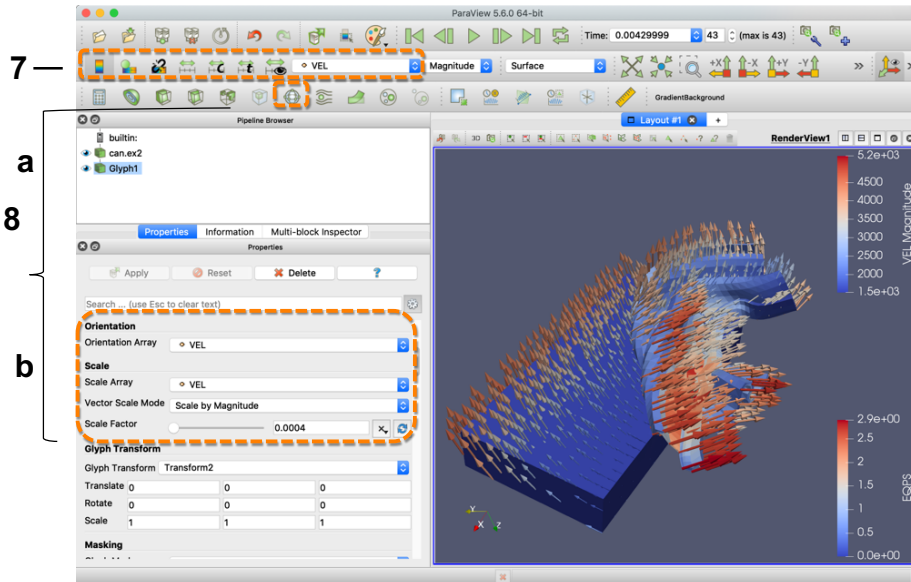 ParaView 5.6.0 64-bit
Time: 0.00429999 43 (max is 43)
7 VEL Magnitude Surface +X -X +Y -Y »
GradientBackground
Pipeline Browser
Layout #1 +
builtin:
3D
RenderView1
a
can.ex2
Glyph1
8
Properties Information Multi-block Inspector
Properties
Apply Reset Delete ?
Search ... (use Esc to clear text)
Orientation
Orientation Array VEL
b
Scale
Scale Array VEL
Vector Scale Mode Scale by Magnitude
Scale Factor 0.0004
Glyph Transform
Glyph Transform Transform2
Translate 0 0 0
Rotate 0 0 0
Scale 1 1 1
Masking
5.2e+03
4500
4000
3500
3000
2500
2000
1.5e+03
VEL Magnitude
2.9e+00
2.5
2
1.5
1
0.5
0.0e+00
EQPS
Y
X Z